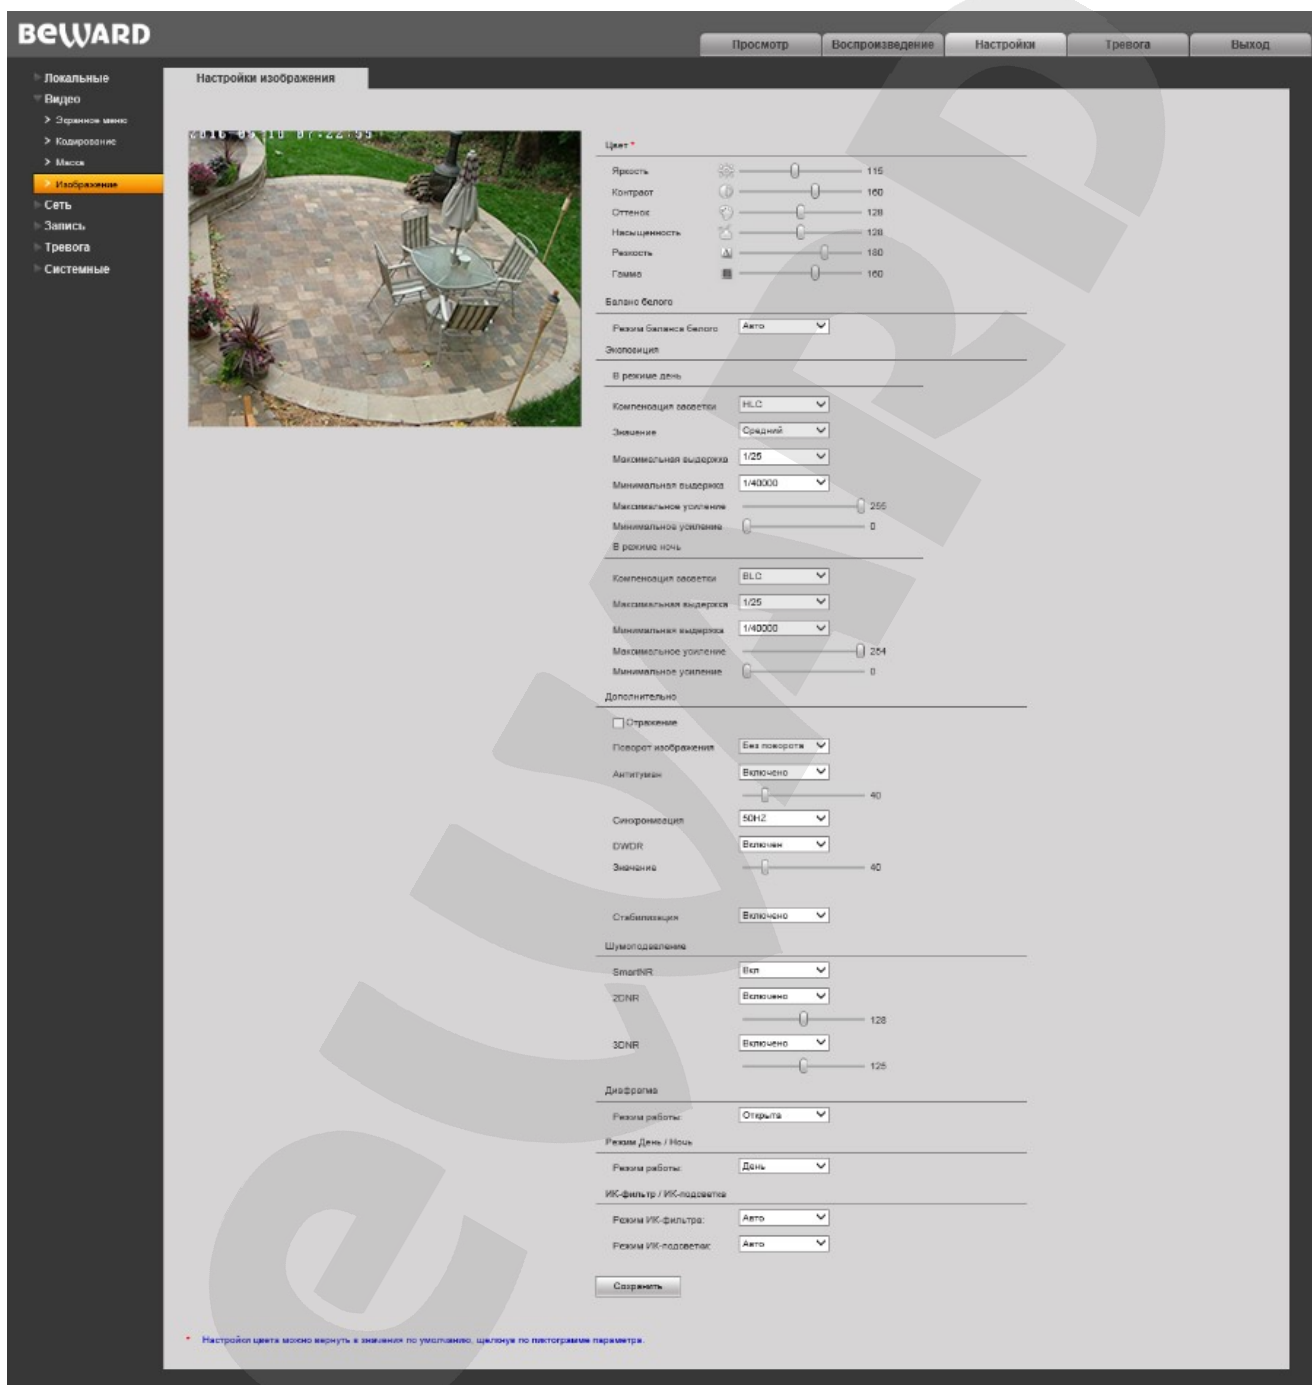 BEWARD
Просмотр Воспроизведение Настройки Тревога Выход
Локальные
Видео
> Экранное меню
> Кодирование
> Маска
> Изображение
Сеть
Запись
Тревога
Системные
Настройки изображения
Цвет *
Яркость 115
Контраст 160
Оттенок 128
Насыщенность 128
Резкость 180
Гамма 160
Баланс белого
Режим баланса белого Авто
Экспозиция
В режиме день
Компенсация засветки HLC
Значение Средний
Максимальная выдержка 1/25
Минимальная выдержка 1/40000
Максимальное усиление 255
Минимальное усиление 0
В режиме ночь
Компенсация засветки BLC
Максимальная выдержка 1/25
Минимальная выдержка 1/40000
Максимальное усиление 254
Минимальное усиление 0
Дополнительно
Отражение
Поворот изображения Без поворота
Антитуман Включено
40
Синхронизация 50HZ
DWDR Включен
Значение 40
Стабилизация Включено
Шумоподавление
SmartNR Вкл
2DNR Включено
128
3DNR Включено
125
Диафрагма
Режим работы: Открыта
Режим День / Ночь
Режим работы: День
ИК-фильтр / ИК-подсветка
Режим ИК-фильтра: Авто
Режим ИК-подсветки: Авто
Сохранить
* Настройки цвета можно вернуть в значения по умолчанию, щелкнув по пиктограмме параметра.